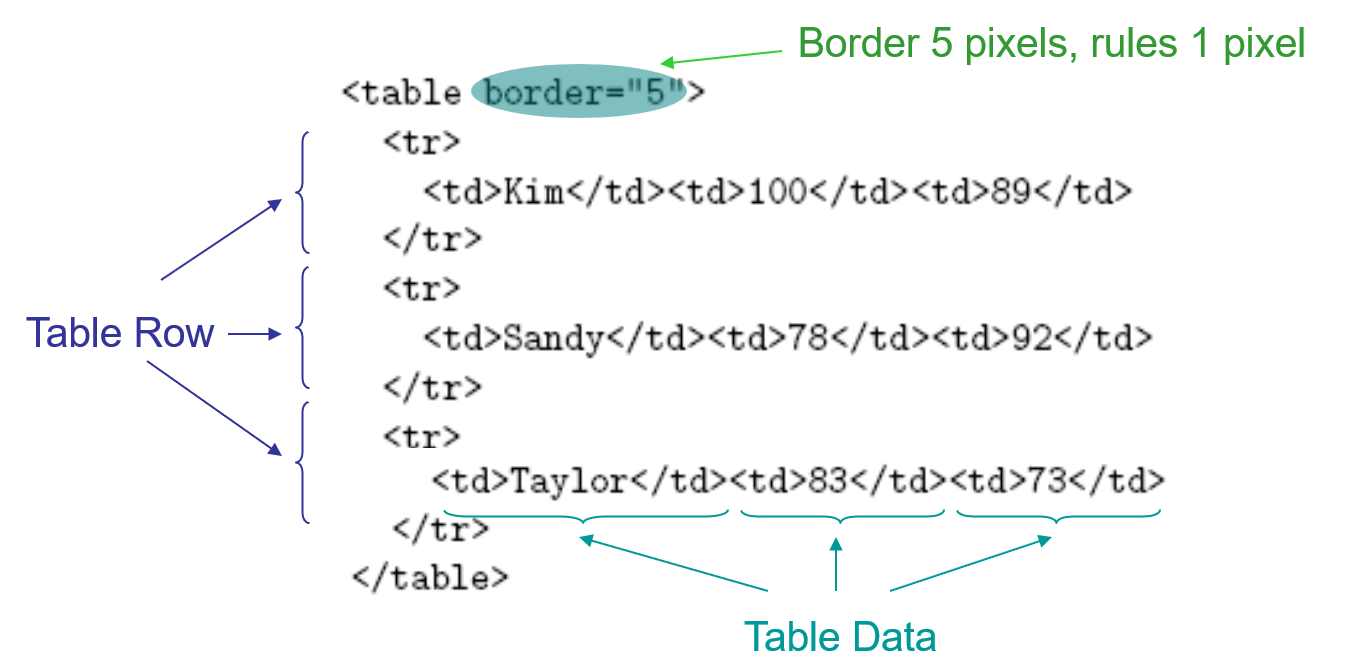 Border 5 pixels, rules 1 pixel
<table border="5">
<tr>
<td>Kim</td><td>100</td><td>89</td>
</tr>
<tr>
Table Row
<td>Sandy</td><td>78</td><td>92</td>
</tr>
<tr>
<td>Taylor</td><td>83</td><td>73</td>
</tr>
</table>
Table Data